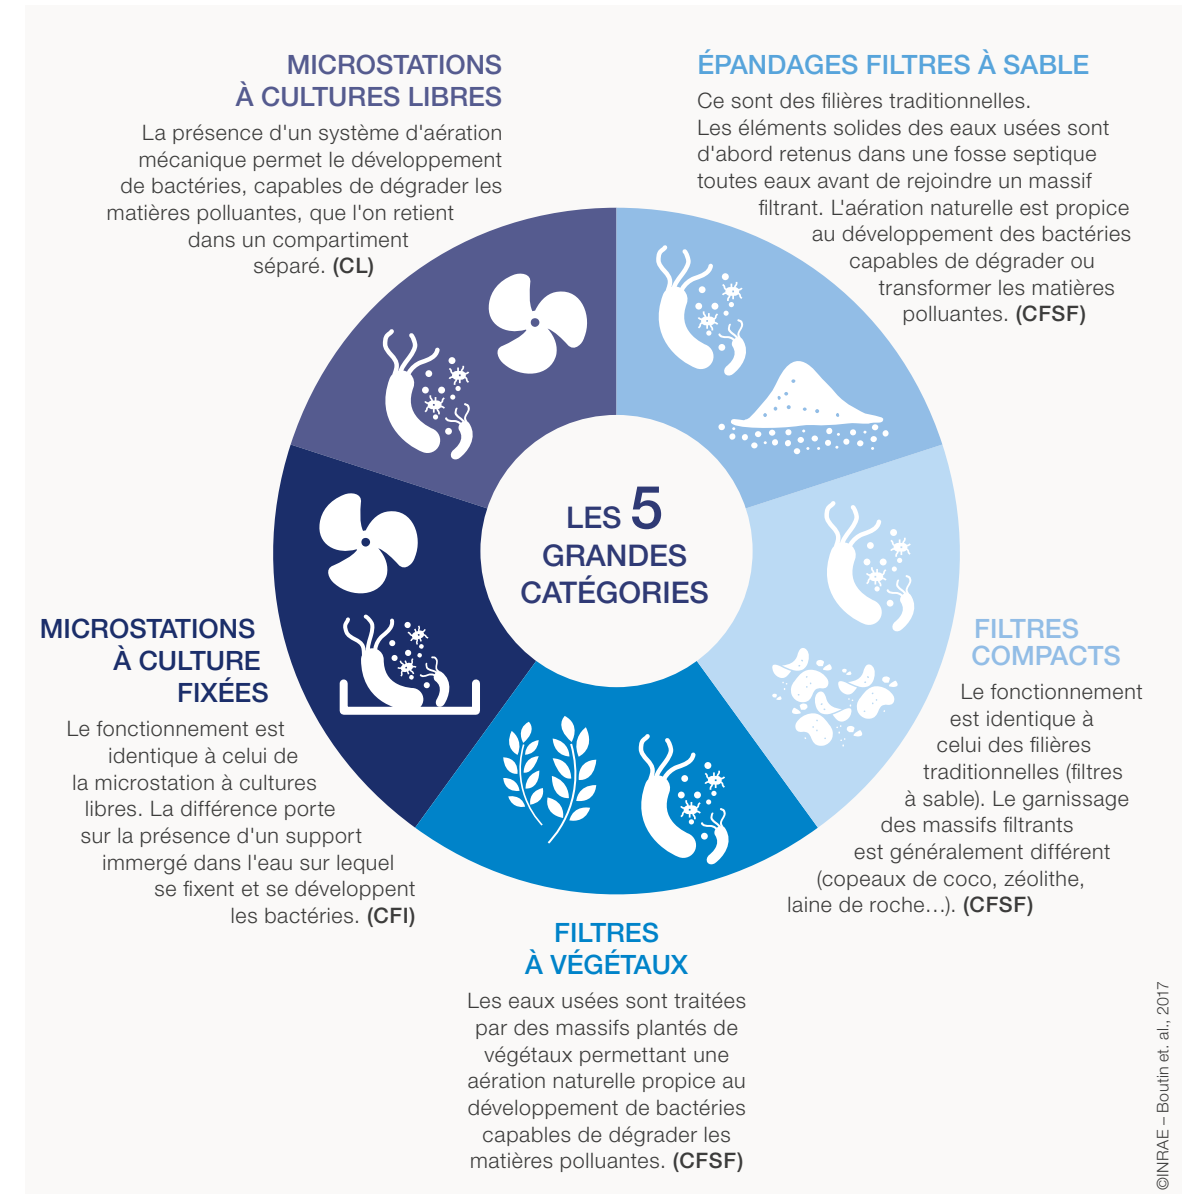 MICROSTATIONS
À CULTURES LIBRES
La présence d'un système d'aération
mécanique permet le développement
de bactéries, capables de dégrader les
matières polluantes, que l'on retient
dans un compartiment
séparé. (CL)
ÉPANDAGES FILTRES À SABLE
Ce sont des filières traditionnelles.
Les éléments solides des eaux usées sont
d'abord retenus dans une fosse septique
toutes eaux avant de rejoindre un massif
filtrant. L'aération naturelle est propice
au développement des bactéries
capables de dégrader ou
transformer les matières
polluantes. (CFSF)
LES 5
GRANDES
CATÉGORIES
MICROSTATIONS
À CULTURE
FIXÉES
Le fonctionnement est
identique à celui de
la microstation à cultures
libres. La différence porte
sur la présence d'un support
immergé dans l'eau sur lequel
se fixent et se développent
les bactéries. (CFI)
FILTRES
COMPACTS
Le fonctionnement
est identique à
celui des filières
traditionnelles (filtres
à sable). Le garnissage
des massifs filtrants
est généralement différent
(copeaux de coco, zéolithe,
laine de roche…). (CFSF)
FILTRES
À VÉGÉTAUX
Les eaux usées sont traitées
par des massifs plantés de
végétaux permettant une
aération naturelle propice au
développement de bactéries
capables de dégrader les
matières polluantes. (CFSF)
©INRAE – Boutin et. al., 2017